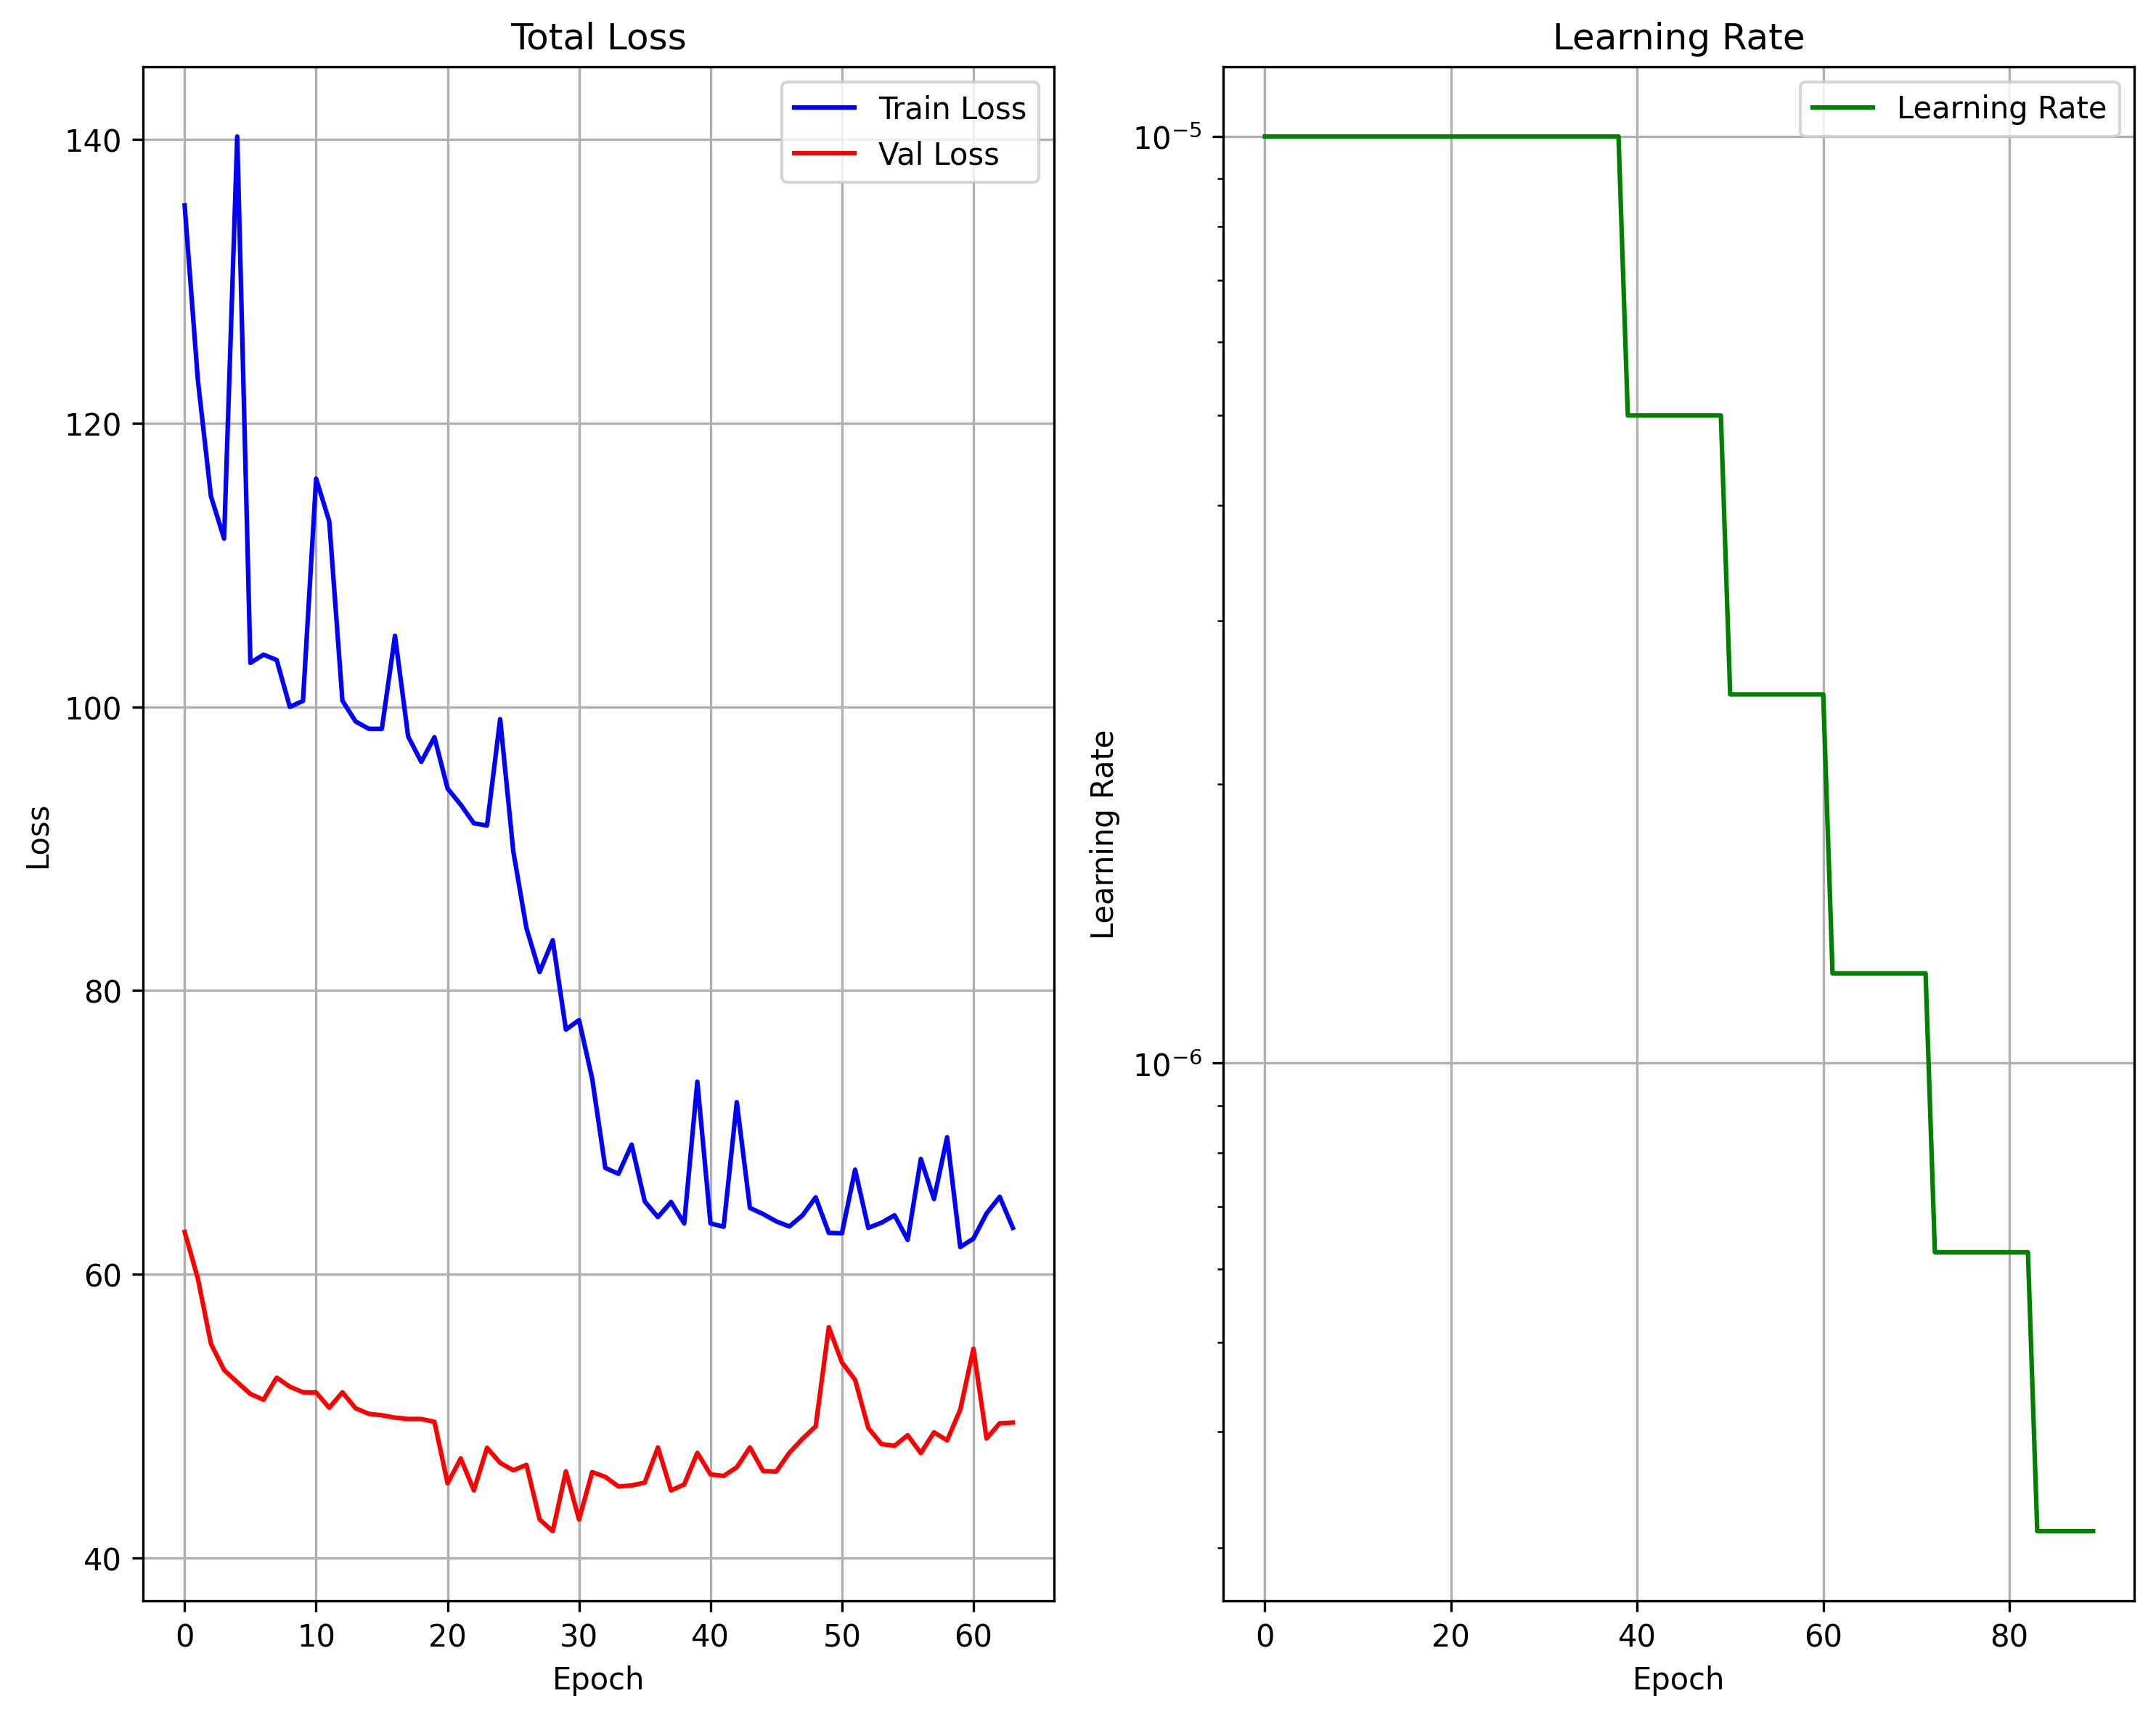 Total Loss
Train Loss
Val Loss
140
120
100
80
60
40
Loss
0 10 20 30 40 50 60
Epoch
Learning Rate
Learning Rate
10⁻⁵
10⁻⁶
Learning Rate
0 20 40 60 80
Epoch